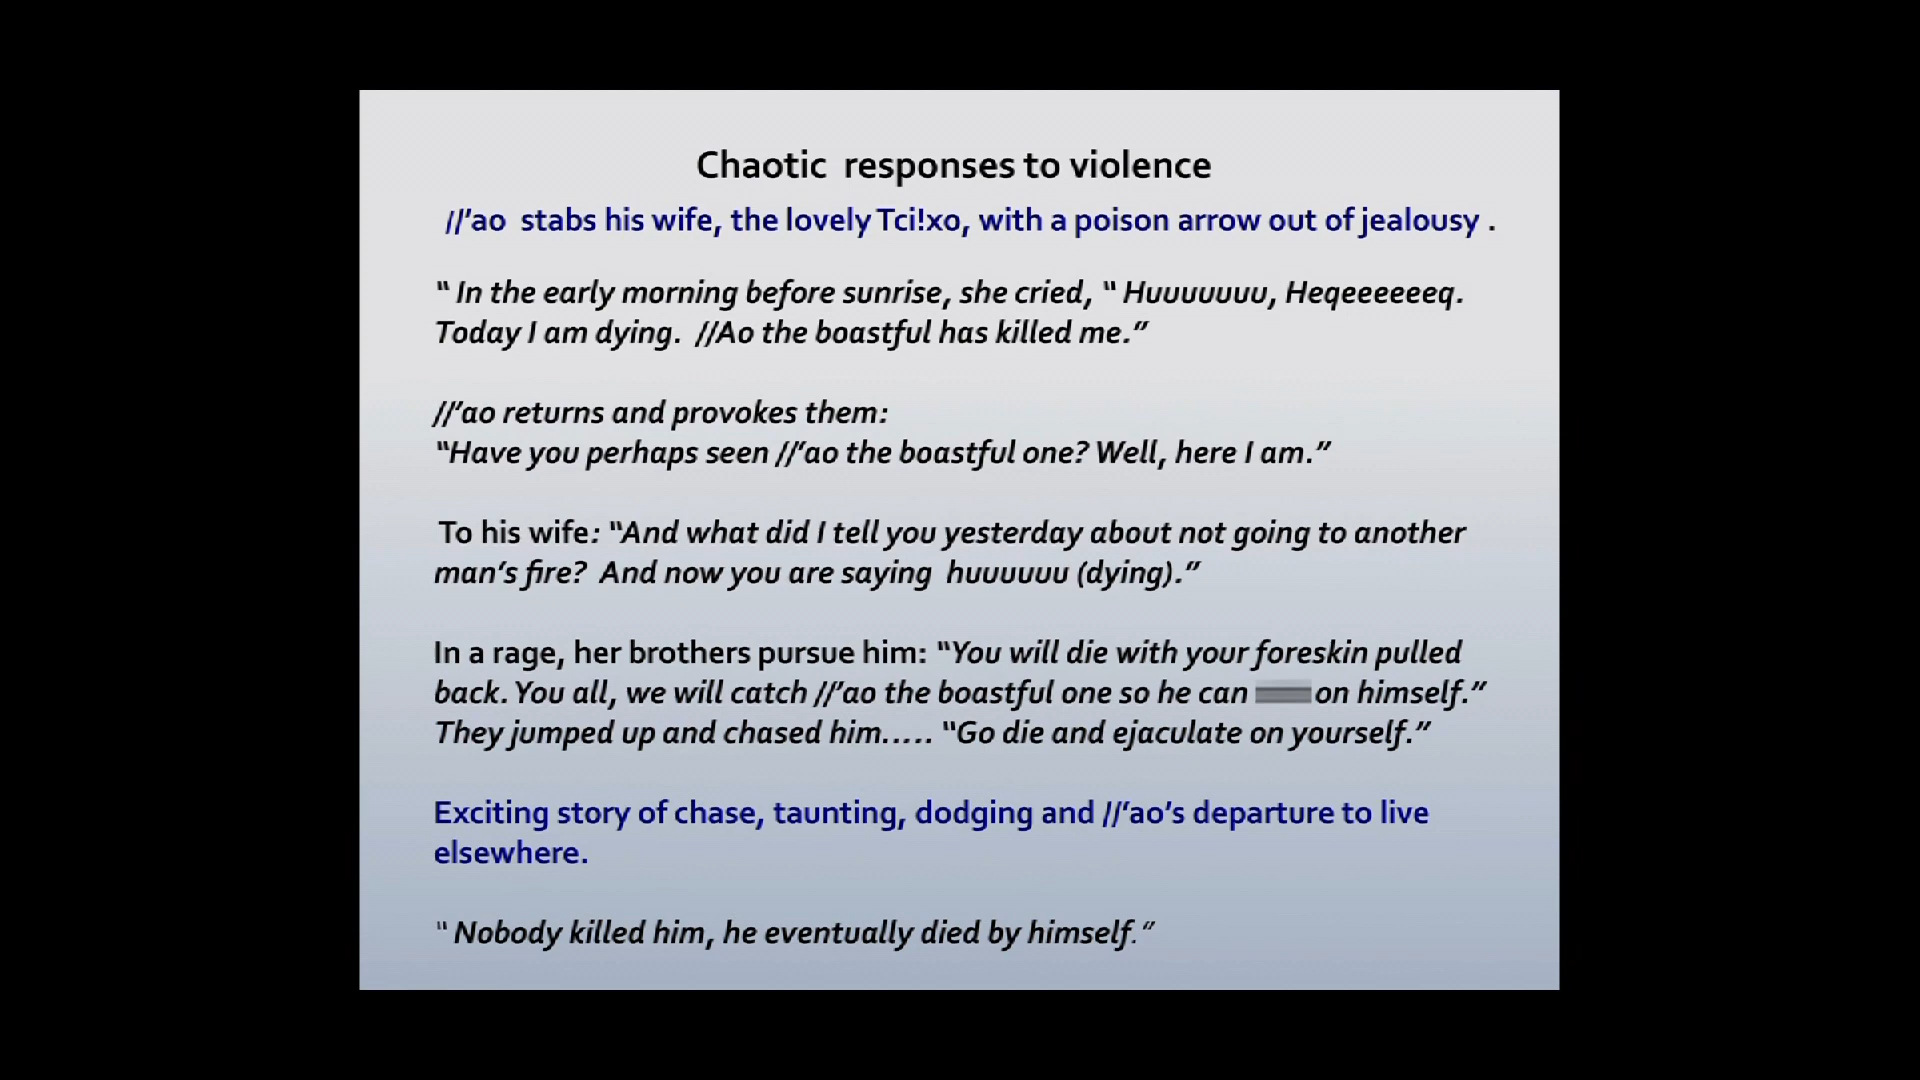 Chaotic responses to violence
//'ao stabs his wife, the lovely Tci!xo, with a poison arrow out of jealousy .
“ In the early morning before sunrise, she cried, “ Huuuuuuu, Heqeeeeeeq.
Today I am dying. //Ao the boastful has killed me.”
//'ao returns and provokes them:
“Have you perhaps seen //'ao the boastful one? Well, here I am.”
To his wife: “And what did I tell you yesterday about not going to another
man's fire? And now you are saying huuuuuu (dying).”
In a rage, her brothers pursue him: “You will die with your foreskin pulled
back. You all, we will catch //'ao the boastful one so he can on himself.”
They jumped up and chased him..... “Go die and ejaculate on yourself.”
Exciting story of chase, taunting, dodging and //'ao's departure to live
elsewhere.
“ Nobody killed him, he eventually died by himself.”